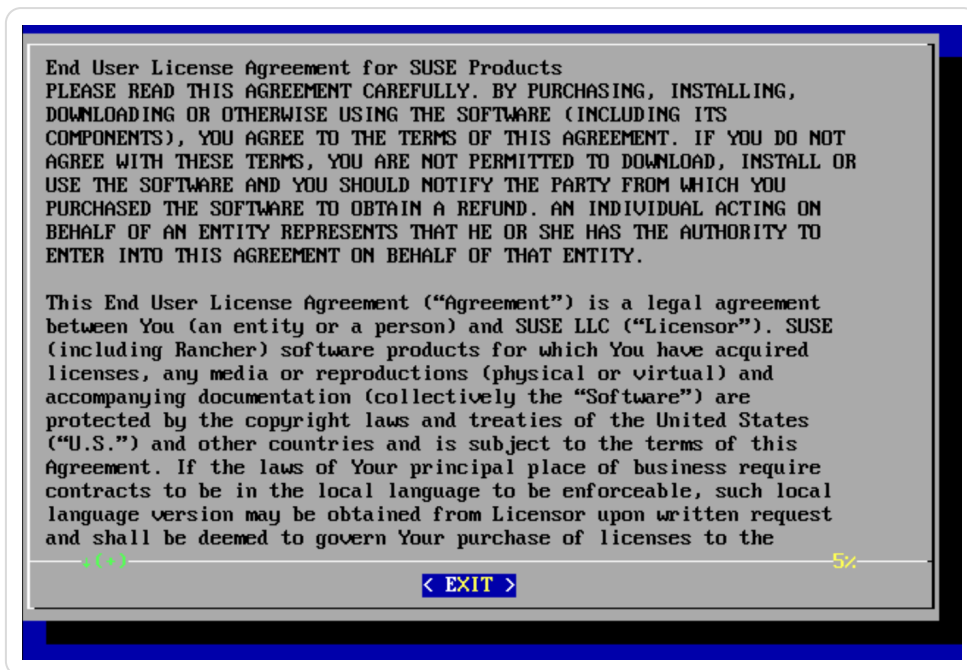 End User License Agreement for SUSE Products
PLEASE READ THIS AGREEMENT CAREFULLY. BY PURCHASING, INSTALLING,
DOWNLOADING OR OTHERWISE USING THE SOFTWARE (INCLUDING ITS
COMPONENTS), YOU AGREE TO THE TERMS OF THIS AGREEMENT. IF YOU DO NOT
AGREE WITH THESE TERMS, YOU ARE NOT PERMITTED TO DOWNLOAD, INSTALL OR
USE THE SOFTWARE AND YOU SHOULD NOTIFY THE PARTY FROM WHICH YOU
PURCHASED THE SOFTWARE TO OBTAIN A REFUND. AN INDIVIDUAL ACTING ON
BEHALF OF AN ENTITY REPRESENTS THAT HE OR SHE HAS THE AUTHORITY TO
ENTER INTO THIS AGREEMENT ON BEHALF OF THAT ENTITY.
This End User License Agreement (“Agreement”) is a legal agreement
between You (an entity or a person) and SUSE LLC (“Licensor”). SUSE
(including Rancher) software products for which You have acquired
licenses, any media or reproductions (physical or virtual) and
accompanying documentation (collectively the “Software”) are
protected by the copyright laws and treaties of the United States
(“U.S.”) and other countries and is subject to the terms of this
Agreement. If the laws of Your principal place of business require
contracts to be in the local language to be enforceable, such local
language version may be obtained from Licensor upon written request
and shall be deemed to govern Your purchase of licenses to the
↓(+) 5%
< EXIT >